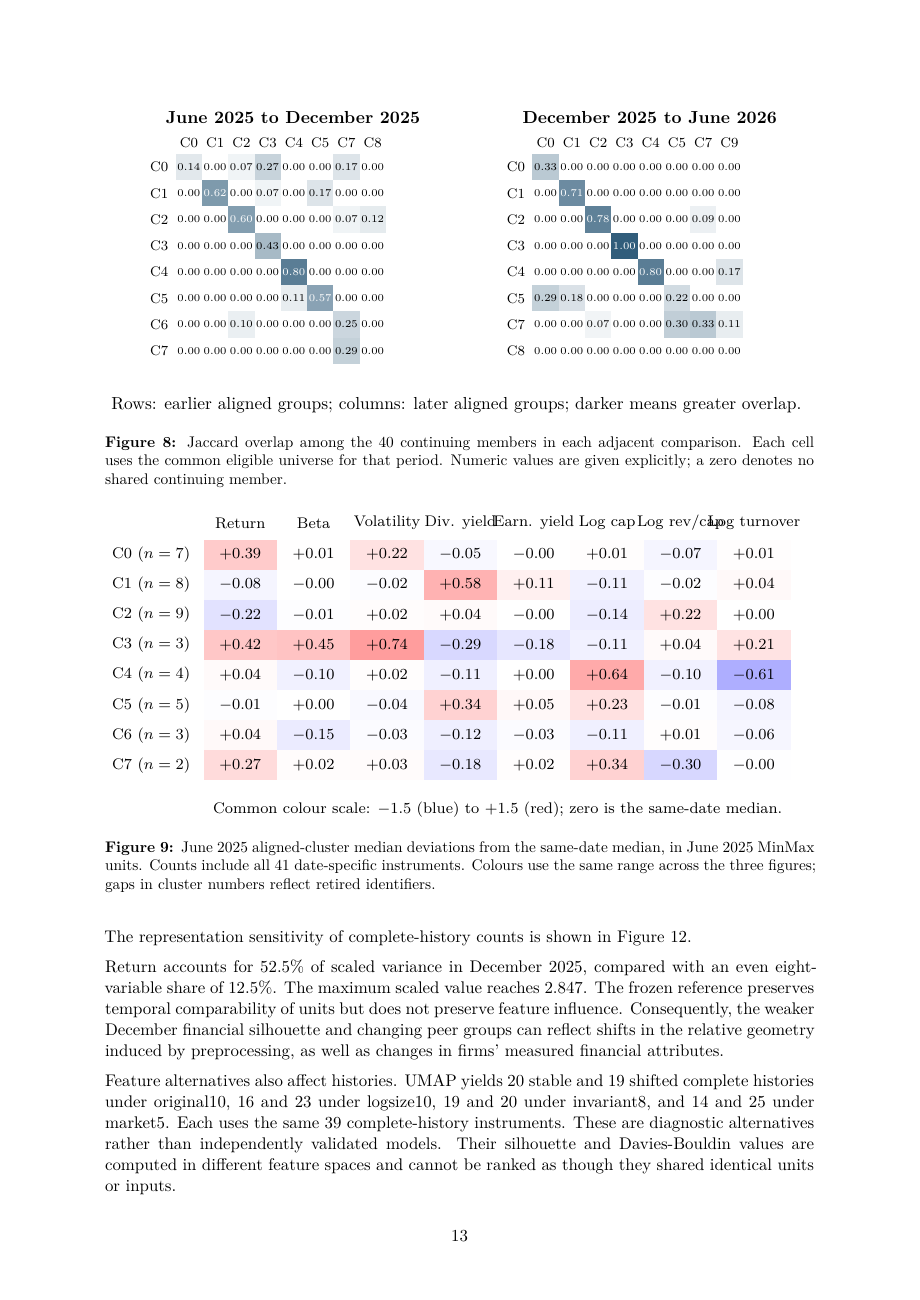 June 2025 to December 2025
C0 C1 C2 C3 C4 C5 C7 C8
C0 0.14 0.00 0.07 0.27 0.00 0.00 0.17 0.00
C1 0.00 0.62 0.00 0.07 0.00 0.17 0.00 0.00
C2 0.00 0.00 0.60 0.00 0.00 0.00 0.07 0.12
C3 0.00 0.00 0.00 0.43 0.00 0.00 0.00 0.00
C4 0.00 0.00 0.00 0.00 0.80 0.00 0.00 0.00
C5 0.00 0.00 0.00 0.00 0.11 0.57 0.00 0.00
C6 0.00 0.00 0.10 0.00 0.00 0.00 0.25 0.00
C7 0.00 0.00 0.00 0.00 0.00 0.00 0.29 0.00
December 2025 to June 2026
C0 C1 C2 C3 C4 C5 C7 C9
C0 0.33 0.00 0.00 0.00 0.00 0.00 0.00 0.00
C1 0.00 0.71 0.00 0.00 0.00 0.00 0.00 0.00
C2 0.00 0.00 0.78 0.00 0.00 0.00 0.09 0.00
C3 0.00 0.00 0.00 1.00 0.00 0.00 0.00 0.00
C4 0.00 0.00 0.00 0.00 0.80 0.00 0.00 0.17
C5 0.29 0.18 0.00 0.00 0.00 0.22 0.00 0.00
C7 0.00 0.00 0.07 0.00 0.00 0.30 0.33 0.11
C8 0.00 0.00 0.00 0.00 0.00 0.00 0.00 0.00
Rows: earlier aligned groups; columns: later aligned groups; darker means greater overlap.
Figure 8: Jaccard overlap among the 40 continuing members in each adjacent comparison. Each cell
uses the common eligible universe for that period. Numeric values are given explicitly; a zero denotes no
shared continuing member.
Return Beta Volatility Div. yield Earn. yield Log cap Log rev/cap Log turnover
C0 (n = 7) +0.39 +0.01 +0.22 −0.05 −0.00 +0.01 −0.07 +0.01
C1 (n = 8) −0.08 −0.00 −0.02 +0.58 +0.11 −0.11 −0.02 +0.04
C2 (n = 9) −0.22 −0.01 +0.02 +0.04 −0.00 −0.14 +0.22 +0.00
C3 (n = 3) +0.42 +0.45 +0.74 −0.29 −0.18 −0.11 +0.04 +0.21
C4 (n = 4) +0.04 −0.10 +0.02 −0.11 +0.00 +0.64 −0.10 −0.61
C5 (n = 5) −0.01 +0.00 −0.04 +0.34 +0.05 +0.23 −0.01 −0.08
C6 (n = 3) +0.04 −0.15 −0.03 −0.12 −0.03 −0.11 +0.01 −0.06
C7 (n = 2) +0.27 +0.02 +0.03 −0.18 +0.02 +0.34 −0.30 −0.00
Common colour scale: −1.5 (blue) to +1.5 (red); zero is the same-date median.
Figure 9: June 2025 aligned-cluster median deviations from the same-date median, in June 2025 MinMax
units. Counts include all 41 date-specific instruments. Colours use the same range across the three figures;
gaps in cluster numbers reflect retired identifiers.
The representation sensitivity of complete-history counts is shown in Figure 12.
Return accounts for 52.5% of scaled variance in December 2025, compared with an even eight-
variable share of 12.5%. The maximum scaled value reaches 2.847. The frozen reference preserves
temporal comparability of units but does not preserve feature influence. Consequently, the weaker
December financial silhouette and changing peer groups can reflect shifts in the relative geometry
induced by preprocessing, as well as changes in firms' measured financial attributes.
Feature alternatives also affect histories. UMAP yields 20 stable and 19 shifted complete histories
under original10, 16 and 23 under logsize10, 19 and 20 under invariant8, and 14 and 25 under
market5. Each uses the same 39 complete-history instruments. These are diagnostic alternatives
rather than independently validated models. Their silhouette and Davies-Bouldin values are
computed in different feature spaces and cannot be ranked as though they shared identical units
or inputs.
13